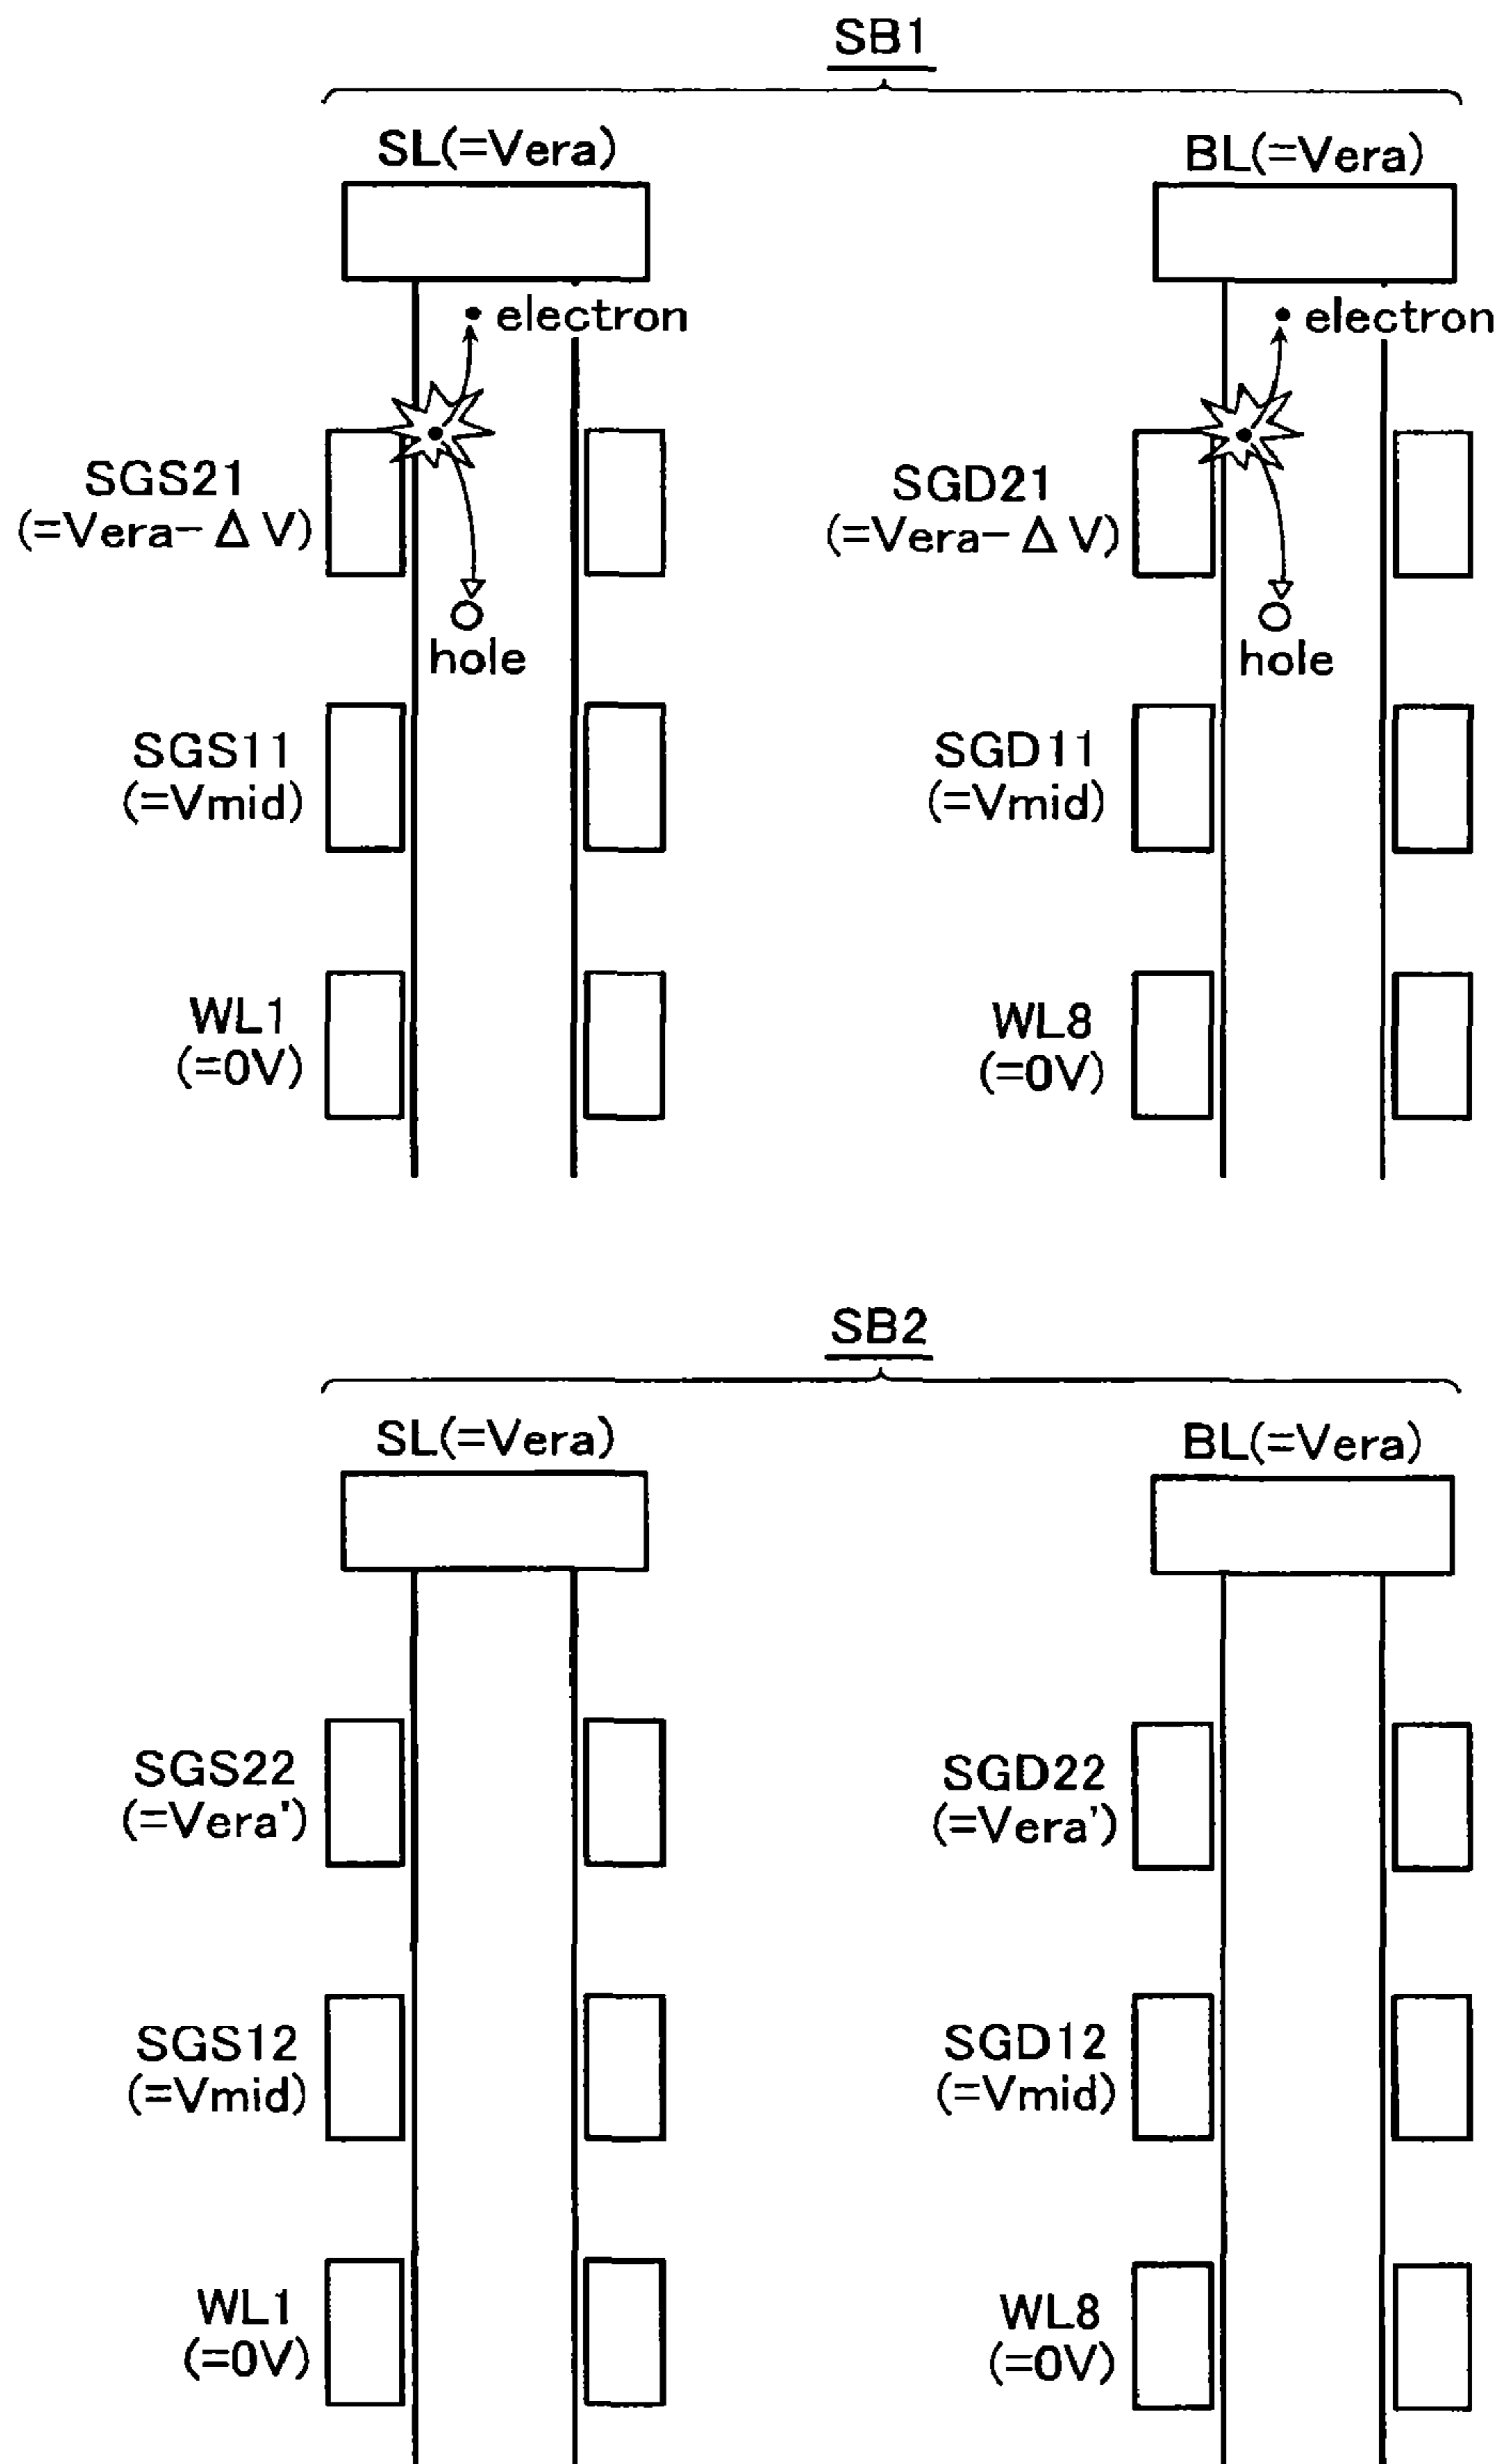 SB1
SL(=Vera)
BL(=Vera)
electron
electron
SGS21
(=Vera-ΔV)
SGD21
(=Vera-ΔV)
hole
hole
SGS11
(=Vmid)
SGD11
(=Vmid)
WL1
(=0V)
WL8
(=0V)
SB2
SL(=Vera)
BL(=Vera)
SGS22
(=Vera')
SGD22
(=Vera')
SGS12
(=Vmid)
SGD12
(=Vmid)
WL1
(=0V)
WL8
(=0V)